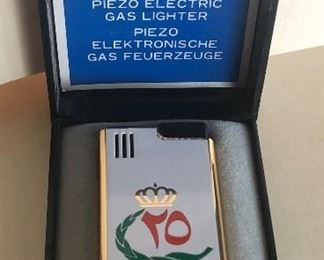 PIEZO ELECTRIC
GAS LIGHTER
PIEZO
ELEKTRONISCHE
GAS FEUERZEUGE
٢٥